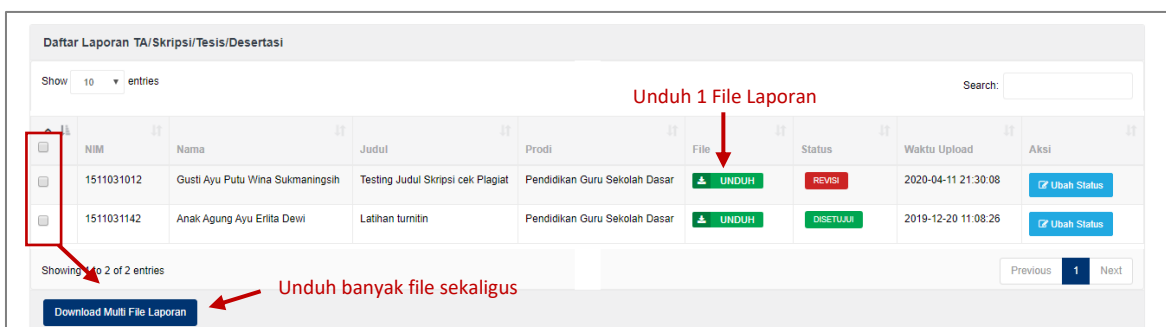 Daftar Laporan TA/Skripsi/Tesis/Desertasi
Show 10 entries Search:
Unduh 1 File Laporan
NIM Nama Judul Prodi File Status Waktu Upload Aksi
1511031012 Gusti Ayu Putu Wina Sukmaningsih Testing Judul Skripsi cek Plagiat Pendidikan Guru Sekolah Dasar UNDUH REVISI 2020-04-11 21:30:08 Ubah Status
1511031142 Anak Agung Ayu Erlita Dewi Latihan turnitin Pendidikan Guru Sekolah Dasar UNDUH DISETUJUI 2019-12-20 11:08:26 Ubah Status
Showing to 2 of 2 entries Previous 1 Next
Unduh banyak file sekaligus
Download Multi File Laporan